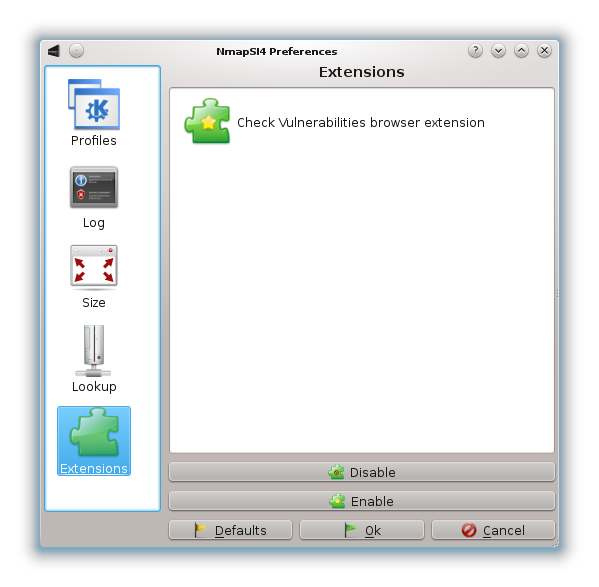 NmapSI4 Preferences
Extensions
Profiles
Log
Size
Lookup
Extensions
Check Vulnerabilities browser extension
Disable
Enable
Defaults
Ok
Cancel